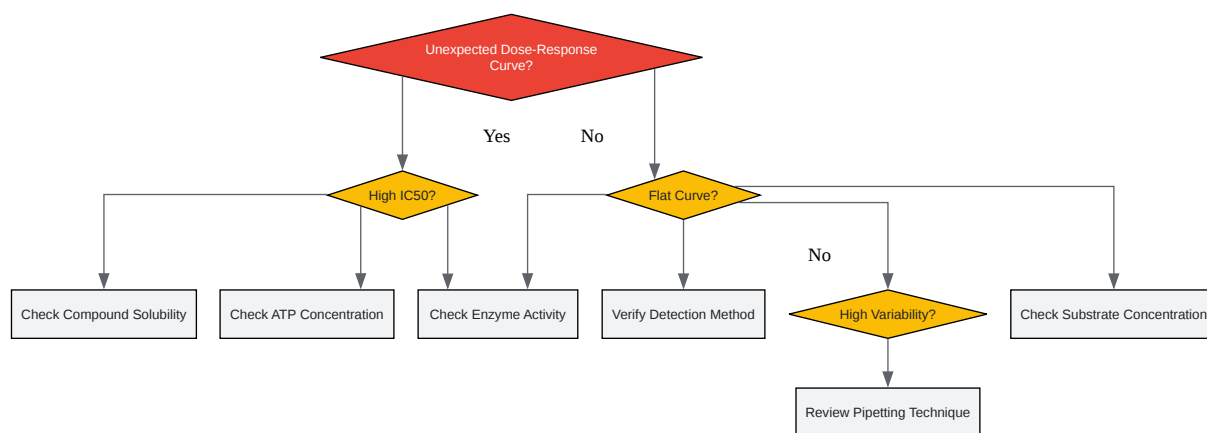 Unexpected Dose-Response
Curve?
Yes
No
High IC50?
Flat Curve?
No
Check Compound Solubility
Check ATP Concentration
Check Enzyme Activity
Verify Detection Method
High Variability?
Check Substrate Concentration
Review Pipetting Technique